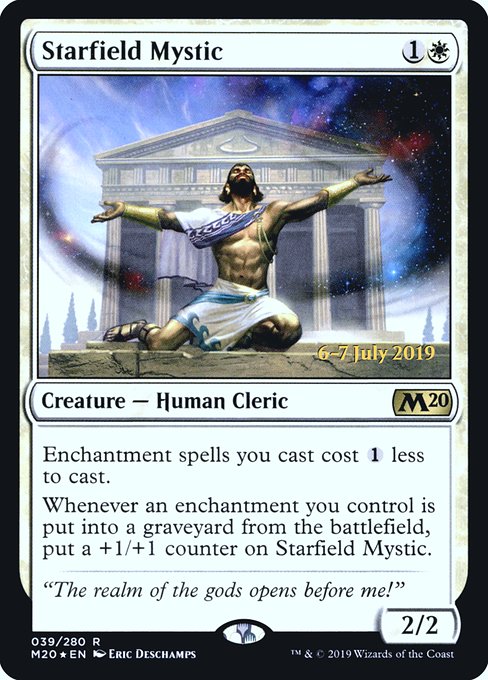 Starfield Mystic 1
6–7 July 2019
Creature — Human Cleric M20
Enchantment spells you cast cost 1 less
to cast.
Whenever an enchantment you control is
put into a graveyard from the battlefield,
put a +1/+1 counter on Starfield Mystic.
“The realm of the gods opens before me!”
2/2
039/280 R
M20★EN Eric Deschamps ™ & © 2019 Wizards of the Coast